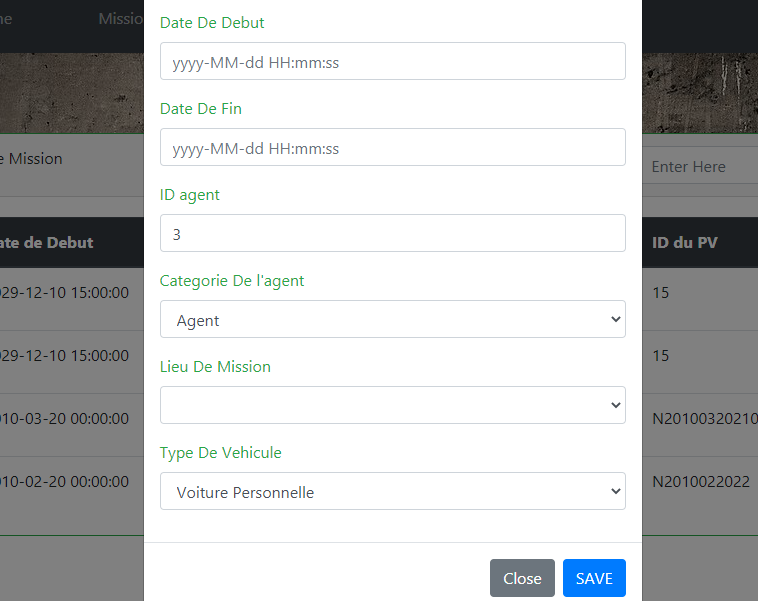 ne Missio
Date De Debut
yyyy-MM-dd HH:mm:ss
Date De Fin
yyyy-MM-dd HH:mm:ss
e Mission
Enter Here
ID agent
3
ate de Debut
ID du PV
Categorie De l'agent
029-12-10 15:00:00
15
Agent
029-12-10 15:00:00
15
Lieu De Mission
010-03-20 00:00:00
N20100320210
Type De Vehicule
010-02-20 00:00:00
N2010022022
Voiture Personnelle
Close
SAVE